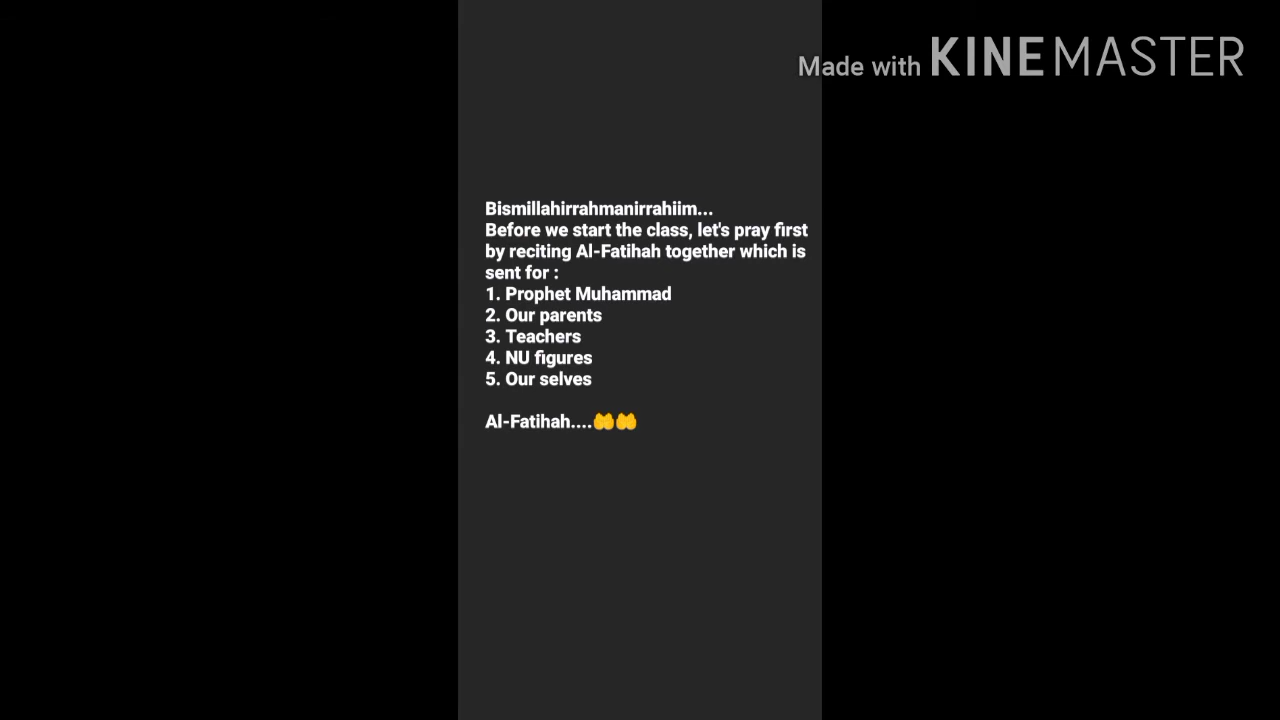 Made with KINEMASTER
Bismillahirrahmanirrahiim...
Before we start the class, let's pray first
by reciting Al-Fatihah together which is
sent for :
1. Prophet Muhammad
2. Our parents
3. Teachers
4. NU figures
5. Our selves
Al-Fatihah....🤲🤲